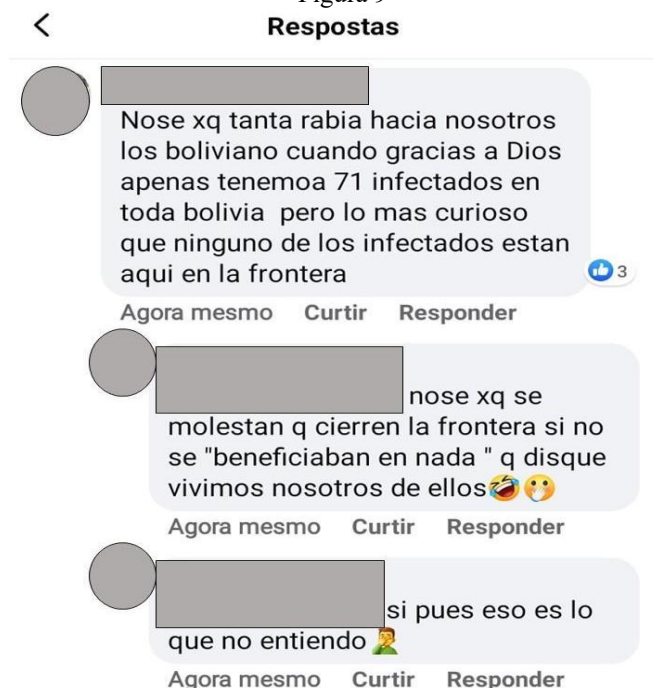 Figura 9
Respostas
Nose xq tanta rabia hacia nosotros
los boliviano cuando gracias a Dios
apenas tenemoa 71 infectados en
toda bolivia pero lo mas curioso
que ninguno de los infectados estan
aqui en la frontera
3
Agora mesmo Curtir Responder
nose xq se
molestan q cierren la frontera si no
se "beneficiaban en nada " q disque
vivimos nosotros de ellos🤣🫢
Agora mesmo Curtir Responder
si pues eso es lo
que no entiendo🤦‍♂️
Agora mesmo Curtir Responder